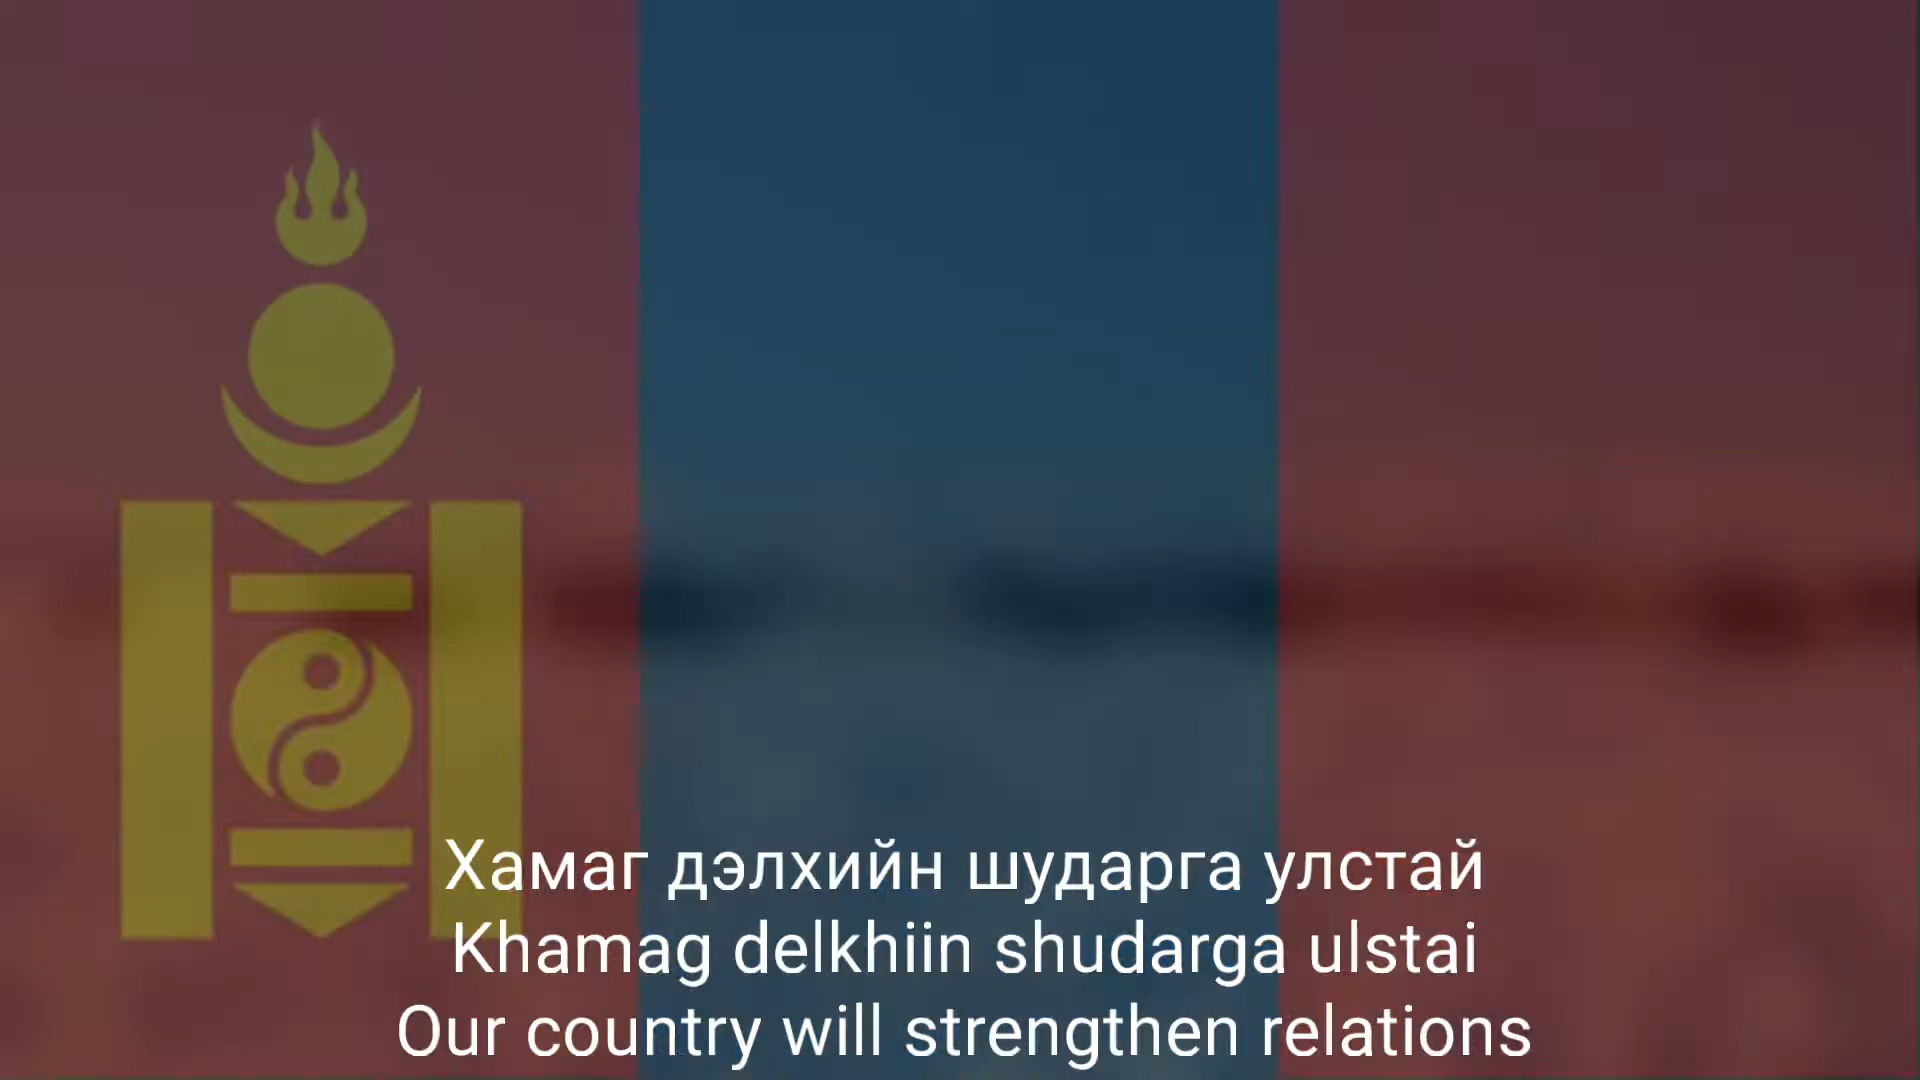 Хамаг дэлхийн шударга улстай
Khamag delkhiin shudarga ulstai
Our country will strengthen relations